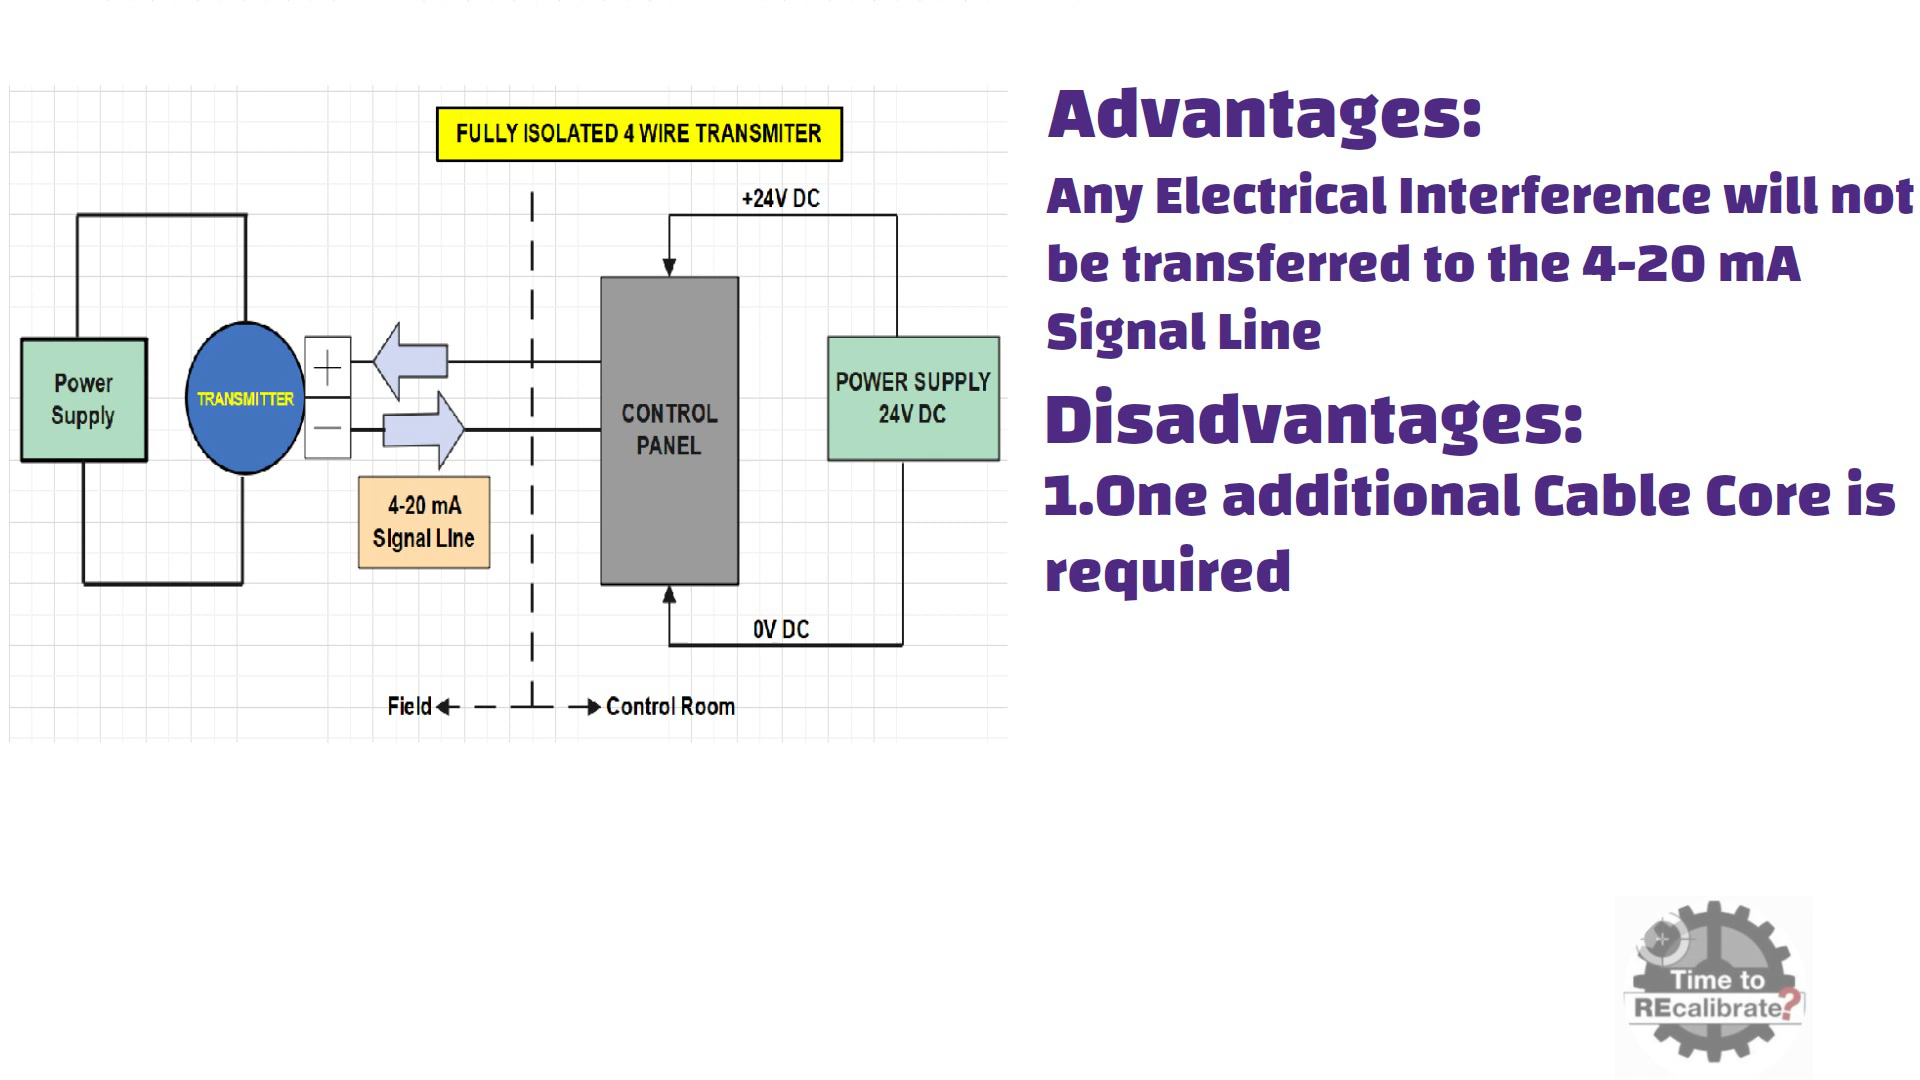 FULLY ISOLATED 4 WIRE TRANSMITER
+24V DC
Power
Supply
TRANSMITTER
+
−
CONTROL
PANEL
POWER SUPPLY
24V DC
4-20 mA
Signal Line
0V DC
Field
Control Room
Advantages:
Any Electrical Interference will not
be transferred to the 4-20 mA
Signal Line
Disadvantages:
1.One additional Cable Core is
required
Time to
REcalibrate?